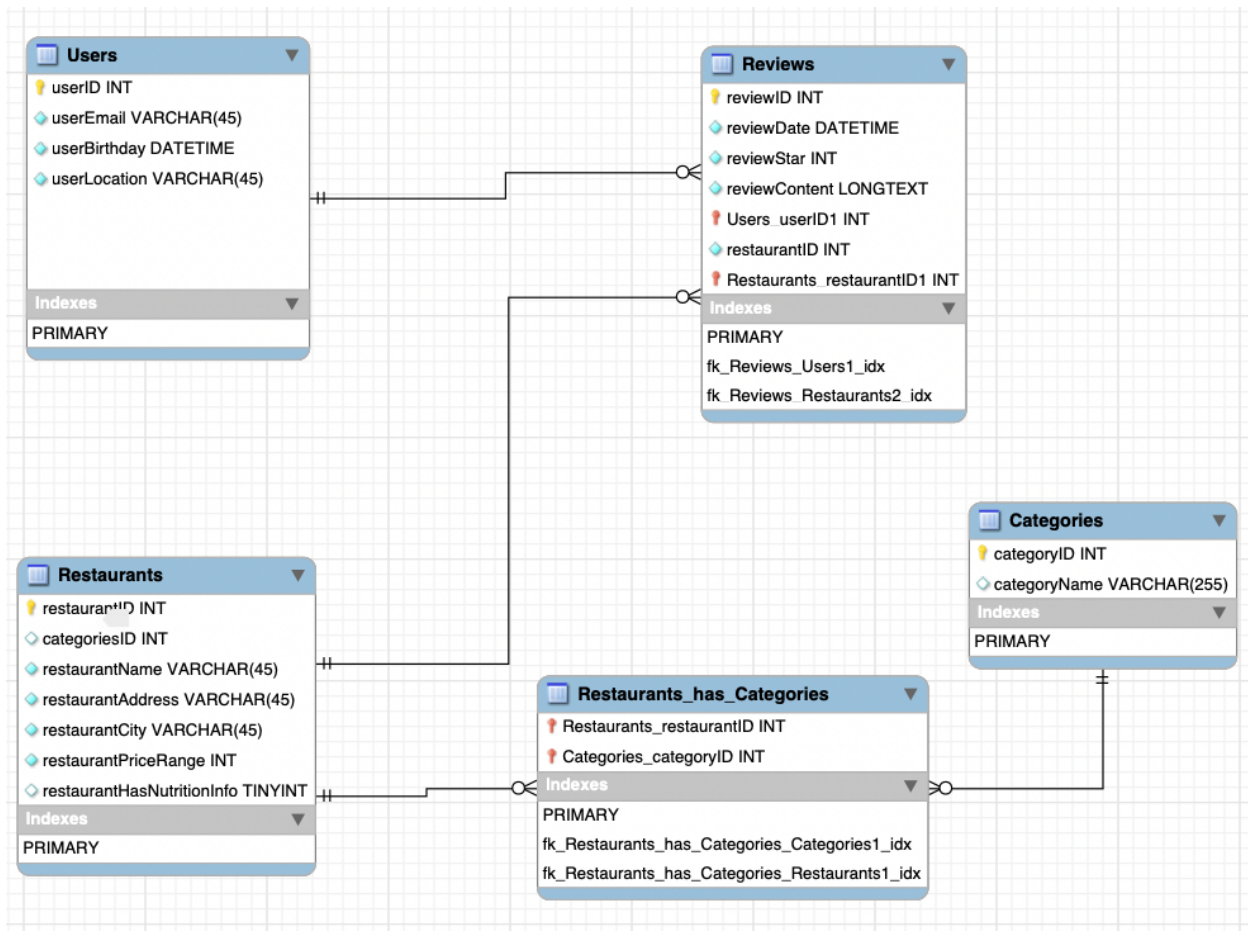 Users
userID INT
userEmail VARCHAR(45)
userBirthday DATETIME
userLocation VARCHAR(45)
Indexes
PRIMARY
Reviews
reviewID INT
reviewDate DATETIME
reviewStar INT
reviewContent LONGTEXT
Users_userID1 INT
restaurantID INT
Restaurants_restaurantID1 INT
Indexes
PRIMARY
fk_Reviews_Users1_idx
fk_Reviews_Restaurants2_idx
Restaurants
restaurantID INT
categoriesID INT
restaurantName VARCHAR(45)
restaurantAddress VARCHAR(45)
restaurantCity VARCHAR(45)
restaurantPriceRange INT
restaurantHasNutritionInfo TINYINT
Indexes
PRIMARY
Restaurants_has_Categories
Restaurants_restaurantID INT
Categories_categoryID INT
Indexes
PRIMARY
fk_Restaurants_has_Categories_Categories1_idx
fk_Restaurants_has_Categories_Restaurants1_idx
Categories
categoryID INT
categoryName VARCHAR(255)
Indexes
PRIMARY